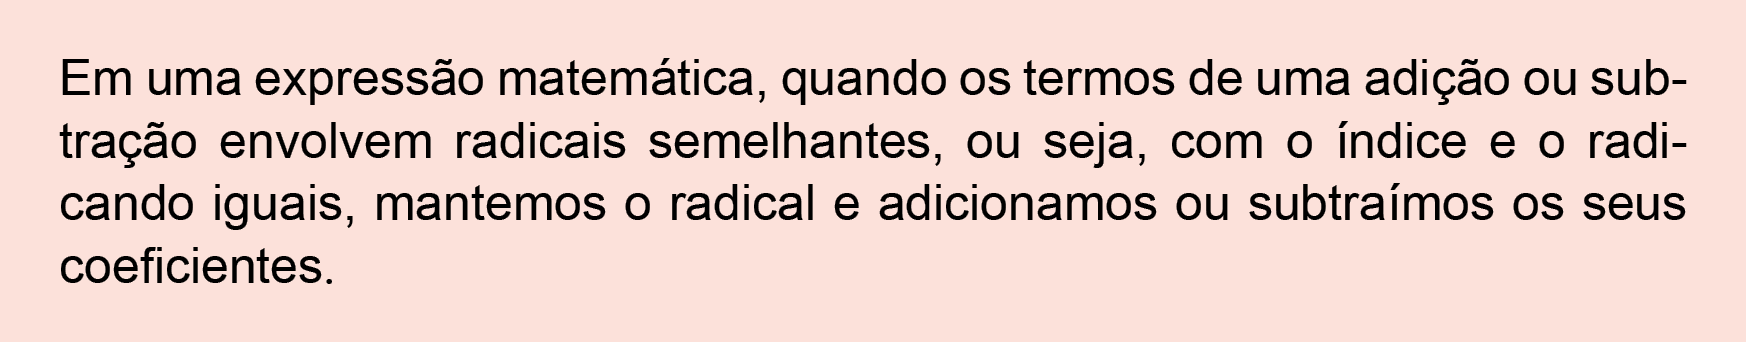 Em uma expressão matemática, quando os termos de uma adição ou sub-
tração envolvem radicais semelhantes, ou seja, com o índice e o radi-
cando iguais, mantemos o radical e adicionamos ou subtraímos os seus
coeficientes.